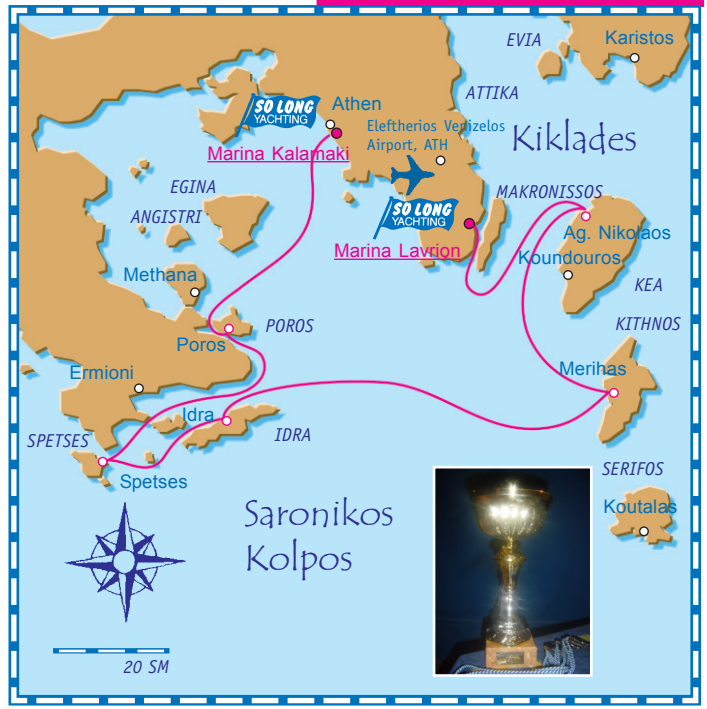 EVIA
Karistos
ATTIKA
SO LONG
YACHTING
Athen
Eleftherios Venizelos
Airport, ATH
Kiklades
Marina Kalamaki
EGINA
MAKRONISSOS
ANGISTRI
SO LONG
YACHTING
Ag. Nikolaos
Marina Lavrion
Koundouros
Methana
KEA
KITHNOS
POROS
Poros
Ermioni
Merihas
Idra
IDRA
SPETSES
SERIFOS
Spetses
Koutalas
Saronikos
Kolpos
20 SM